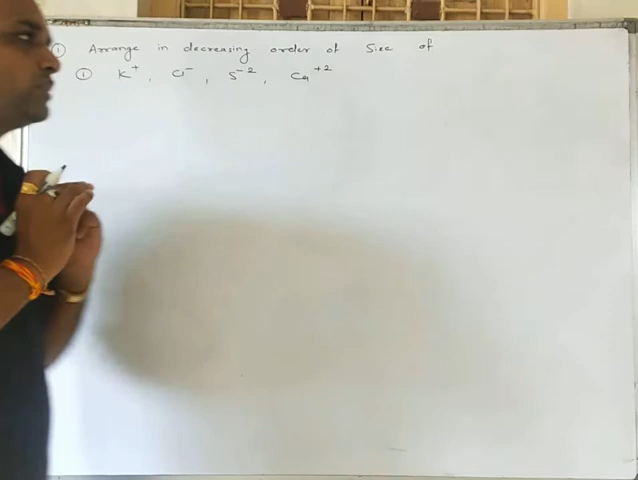 ① Arrange in decreasing order of Size of
① K⁺, Cl⁻, S⁻², Ca⁺²